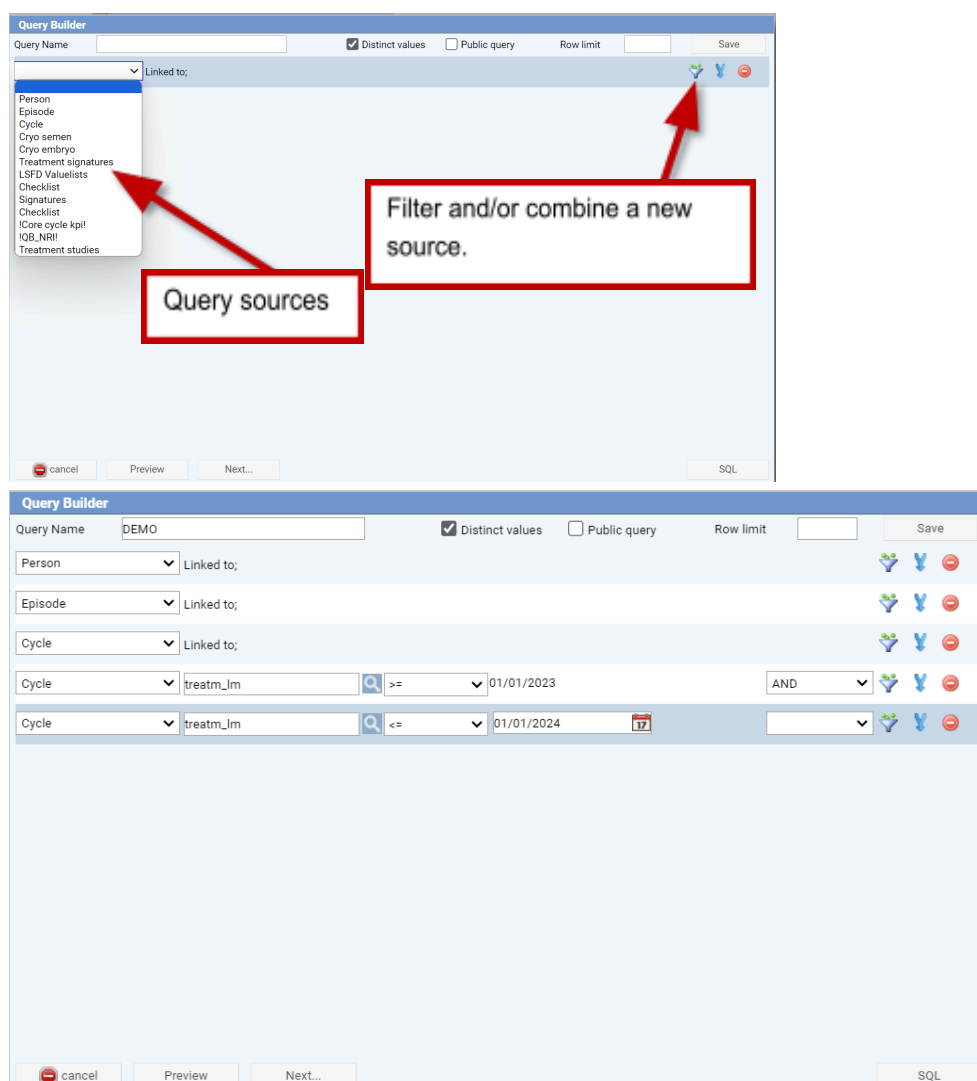 Query Builder
Query Name Distinct values Public query Row limit Save
Linked to;
Person
Episode
Cycle
Cryo semen
Cryo embryo
Treatment signatures
LSFD Valuelists
Checklist
Signatures
Checklist
!Core cycle kpi!
!QB_NRI!
Treatment studies
Filter and/or combine a new
source.
Query sources
cancel Preview Next... SQL
Query Builder
Query Name DEMO Distinct values Public query Row limit Save
Person Linked to;
Episode Linked to;
Cycle Linked to;
Cycle treatm_lm >= 01/01/2023 AND
Cycle treatm_lm <= 01/01/2024 17
cancel Preview Next... SQL